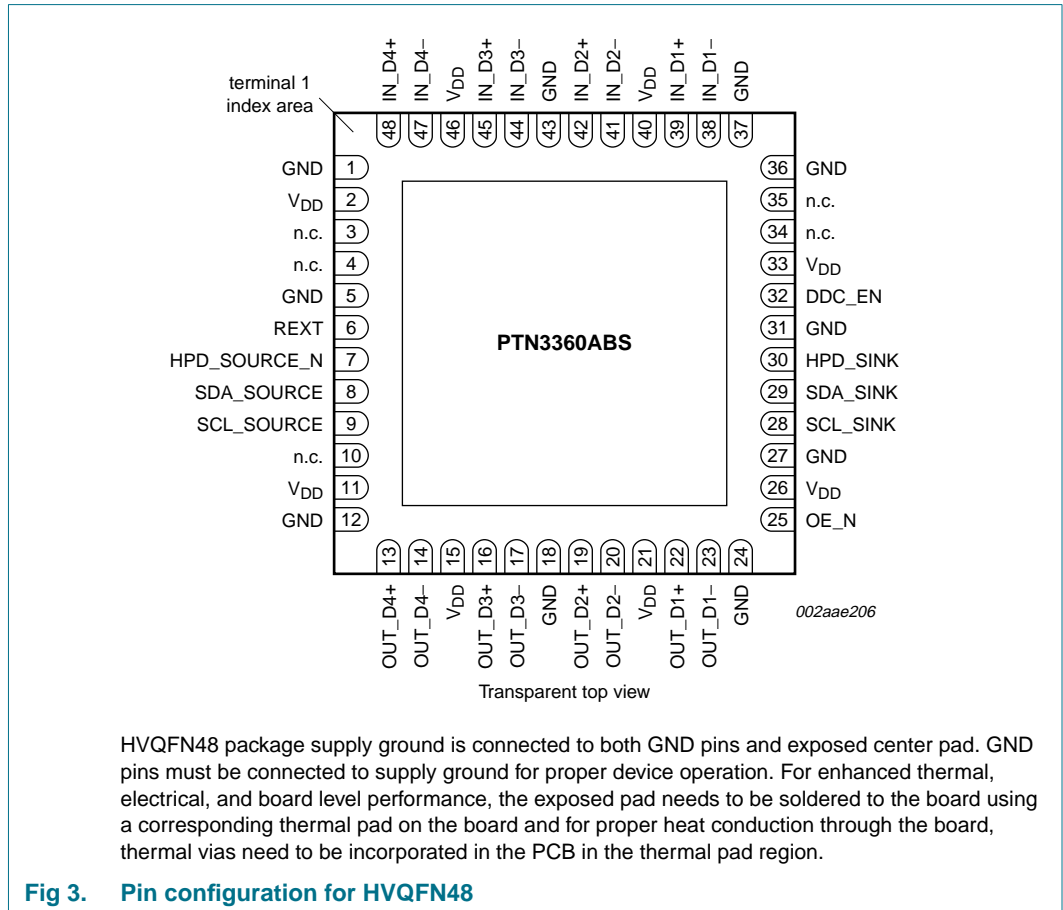 IN_D4+
IN_D4−
VDD
IN_D3+
IN_D3−
GND
IN_D2+
IN_D2−
VDD
IN_D1+
IN_D1−
GND
terminal 1
index area
48
47
46
45
44
43
42
41
40
39
38
37
GND 1
VDD 2
n.c. 3
n.c. 4
GND 5
REXT 6
HPD_SOURCE_N 7
SDA_SOURCE 8
SCL_SOURCE 9
n.c. 10
VDD 11
GND 12
PTN3360ABS
36 GND
35 n.c.
34 n.c.
33 VDD
32 DDC_EN
31 GND
30 HPD_SINK
29 SDA_SINK
28 SCL_SINK
27 GND
26 VDD
25 OE_N
13
14
15
16
17
18
19
20
21
22
23
24
OUT_D4+
OUT_D4−
VDD
OUT_D3+
OUT_D3−
GND
OUT_D2+
OUT_D2−
VDD
OUT_D1+
OUT_D1−
GND
002aae206
Transparent top view
HVQFN48 package supply ground is connected to both GND pins and exposed center pad. GND
pins must be connected to supply ground for proper device operation. For enhanced thermal,
electrical, and board level performance, the exposed pad needs to be soldered to the board using
a corresponding thermal pad on the board and for proper heat conduction through the board,
thermal vias need to be incorporated in the PCB in the thermal pad region.
Fig 3. Pin configuration for HVQFN48